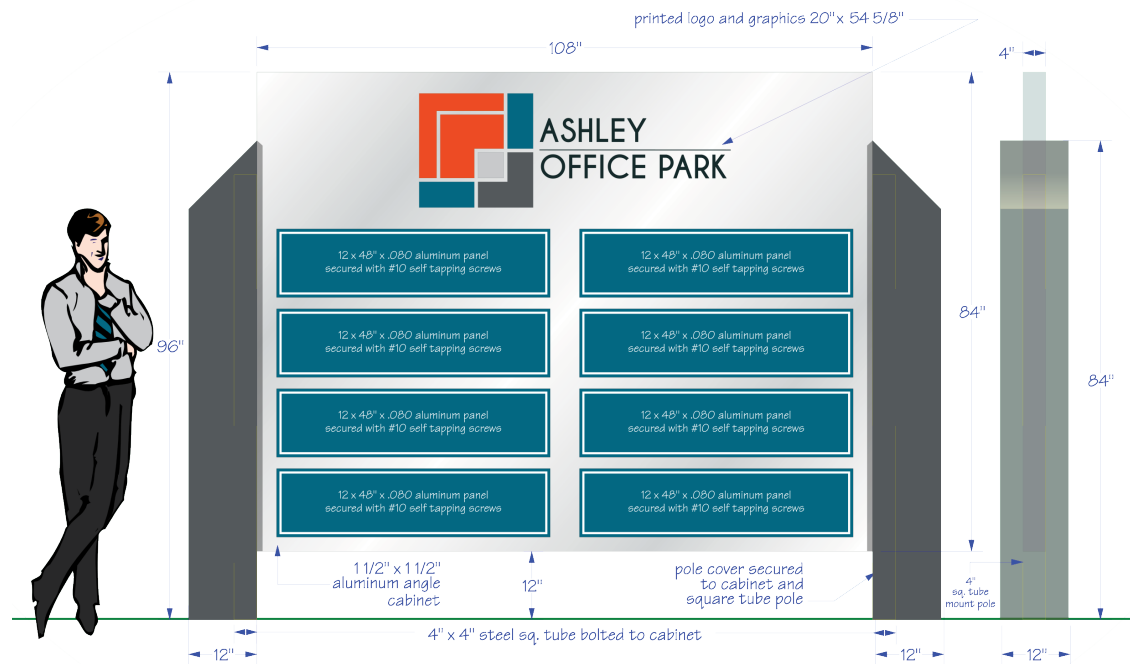 printed logo and graphics 20" x 54 5/8"
108"
4"
ASHLEY
OFFICE PARK
12 x 48" x .080 aluminum panel
secured with #10 self tapping screws
12 x 48" x .080 aluminum panel
secured with #10 self tapping screws
12 x 48" x .080 aluminum panel
secured with #10 self tapping screws
12 x 48" x .080 aluminum panel
secured with #10 self tapping screws
12 x 48" x .080 aluminum panel
secured with #10 self tapping screws
12 x 48" x .080 aluminum panel
secured with #10 self tapping screws
12 x 48" x .080 aluminum panel
secured with #10 self tapping screws
12 x 48" x .080 aluminum panel
secured with #10 self tapping screws
96"
84"
84"
1 1/2" x 1 1/2"
aluminum angle
cabinet
12"
pole cover secured
to cabinet and
square tube pole
4"
sq. tube
mount pole
4" x 4" steel sq. tube bolted to cabinet
12"
12"
12"